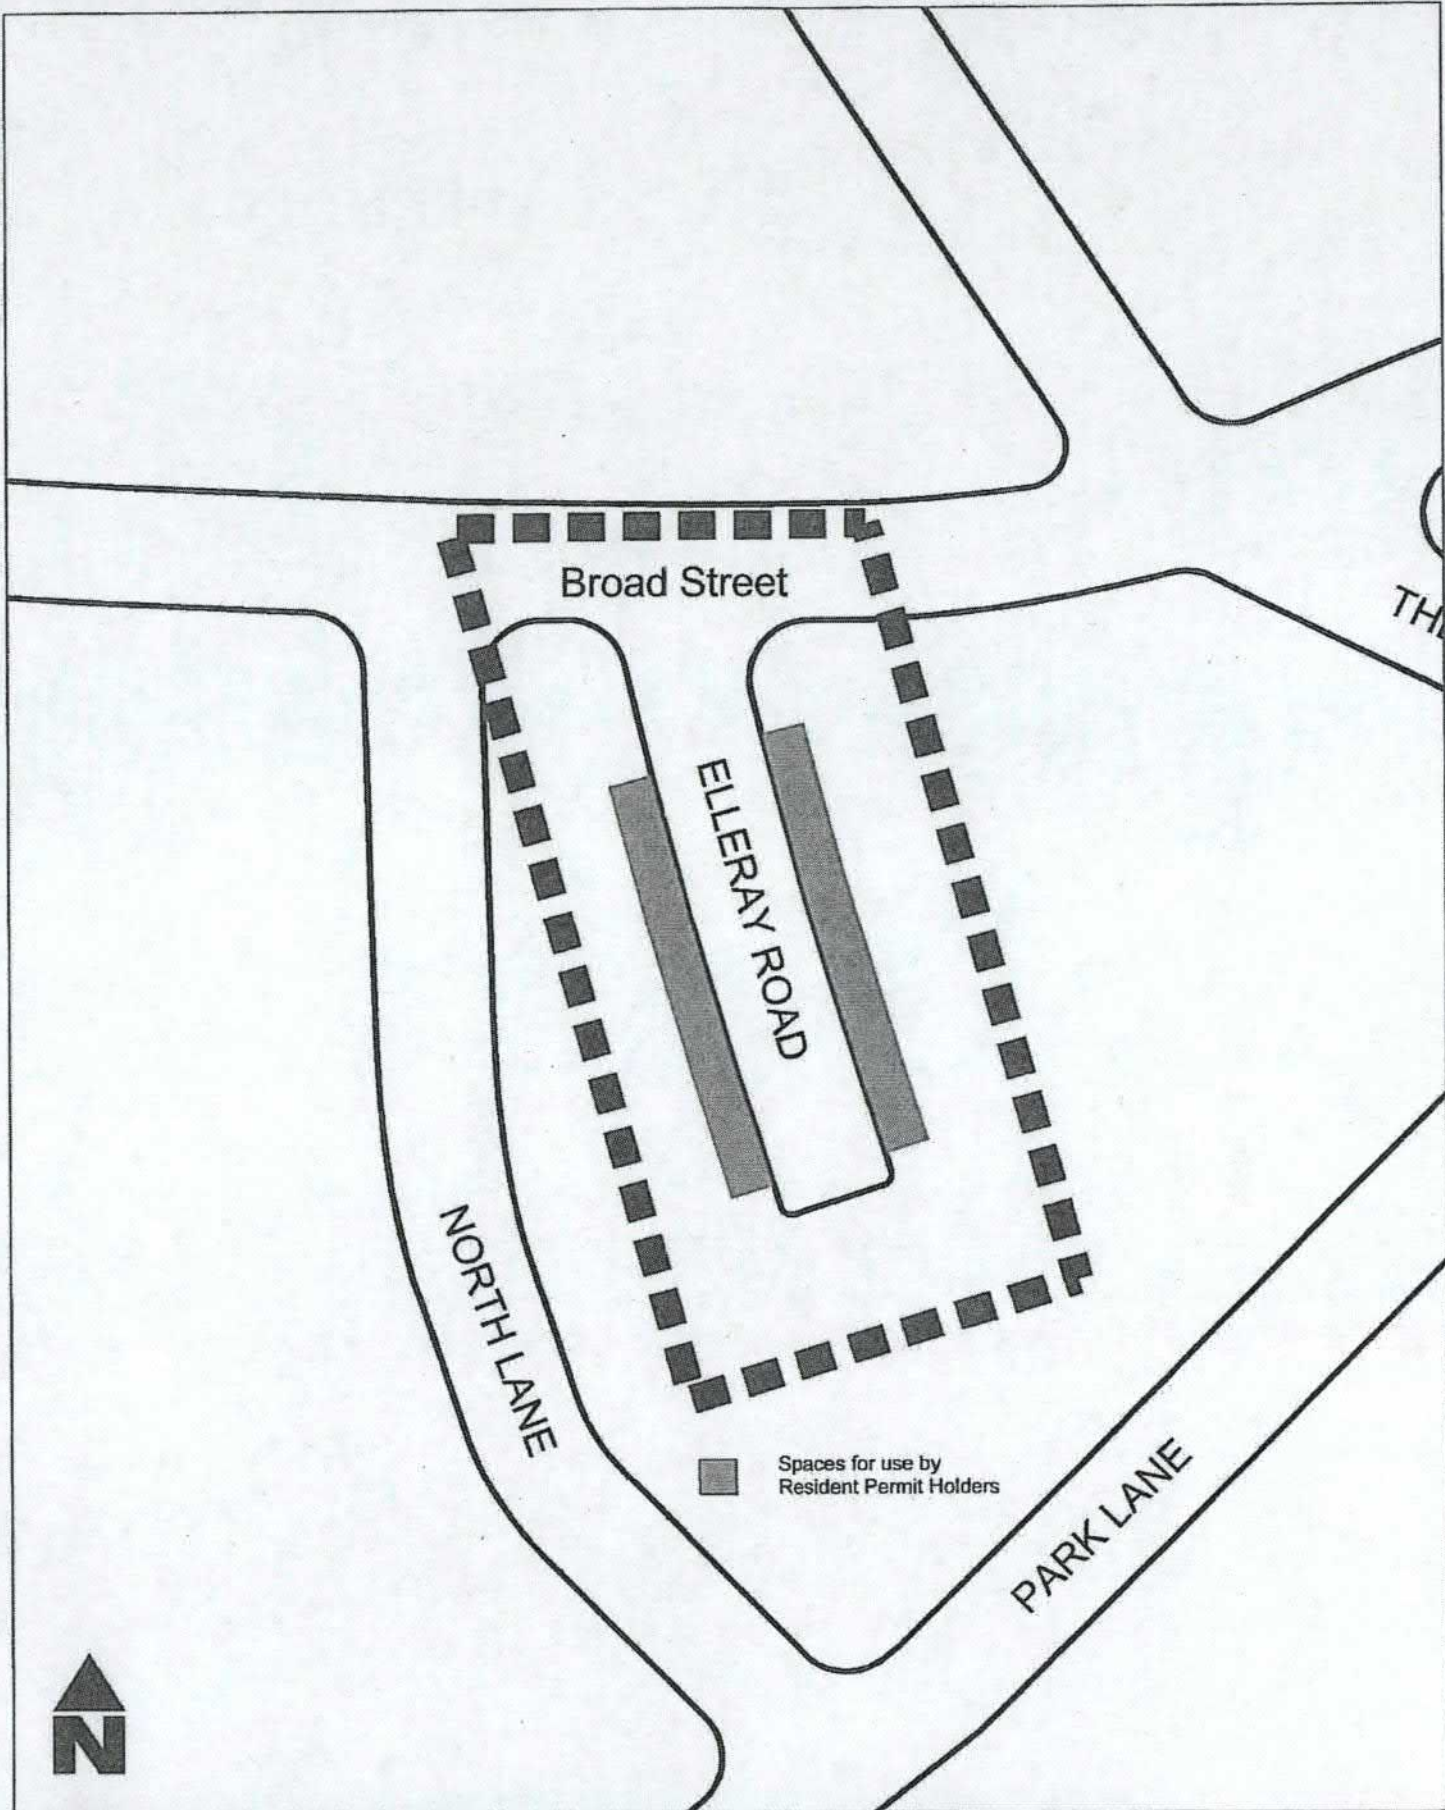 Broad Street
ELLERAY ROAD
NORTH LANE
Spaces for use by
Resident Permit Holders
PARK LANE
N